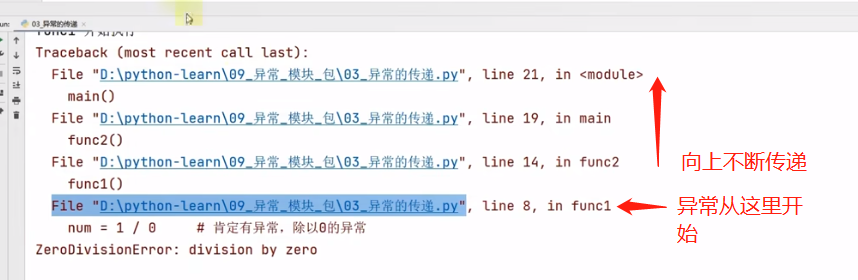 un:
03_异常的传递
func1 开始执行
Traceback (most recent call last):
File "D:\python-learn\09_异常_模块_包\03_异常的传递.py", line 21, in <module>
main()
File "D:\python-learn\09_异常_模块_包\03_异常的传递.py", line 19, in main
func2()
File "D:\python-learn\09_异常_模块_包\03_异常的传递.py", line 14, in func2
func1()
File "D:\python-learn\09_异常_模块_包\03_异常的传递.py", line 8, in func1
num = 1 / 0     # 肯定有异常，除以0的异常
ZeroDivisionError: division by zero
向上不断传递
异常从这里开
始